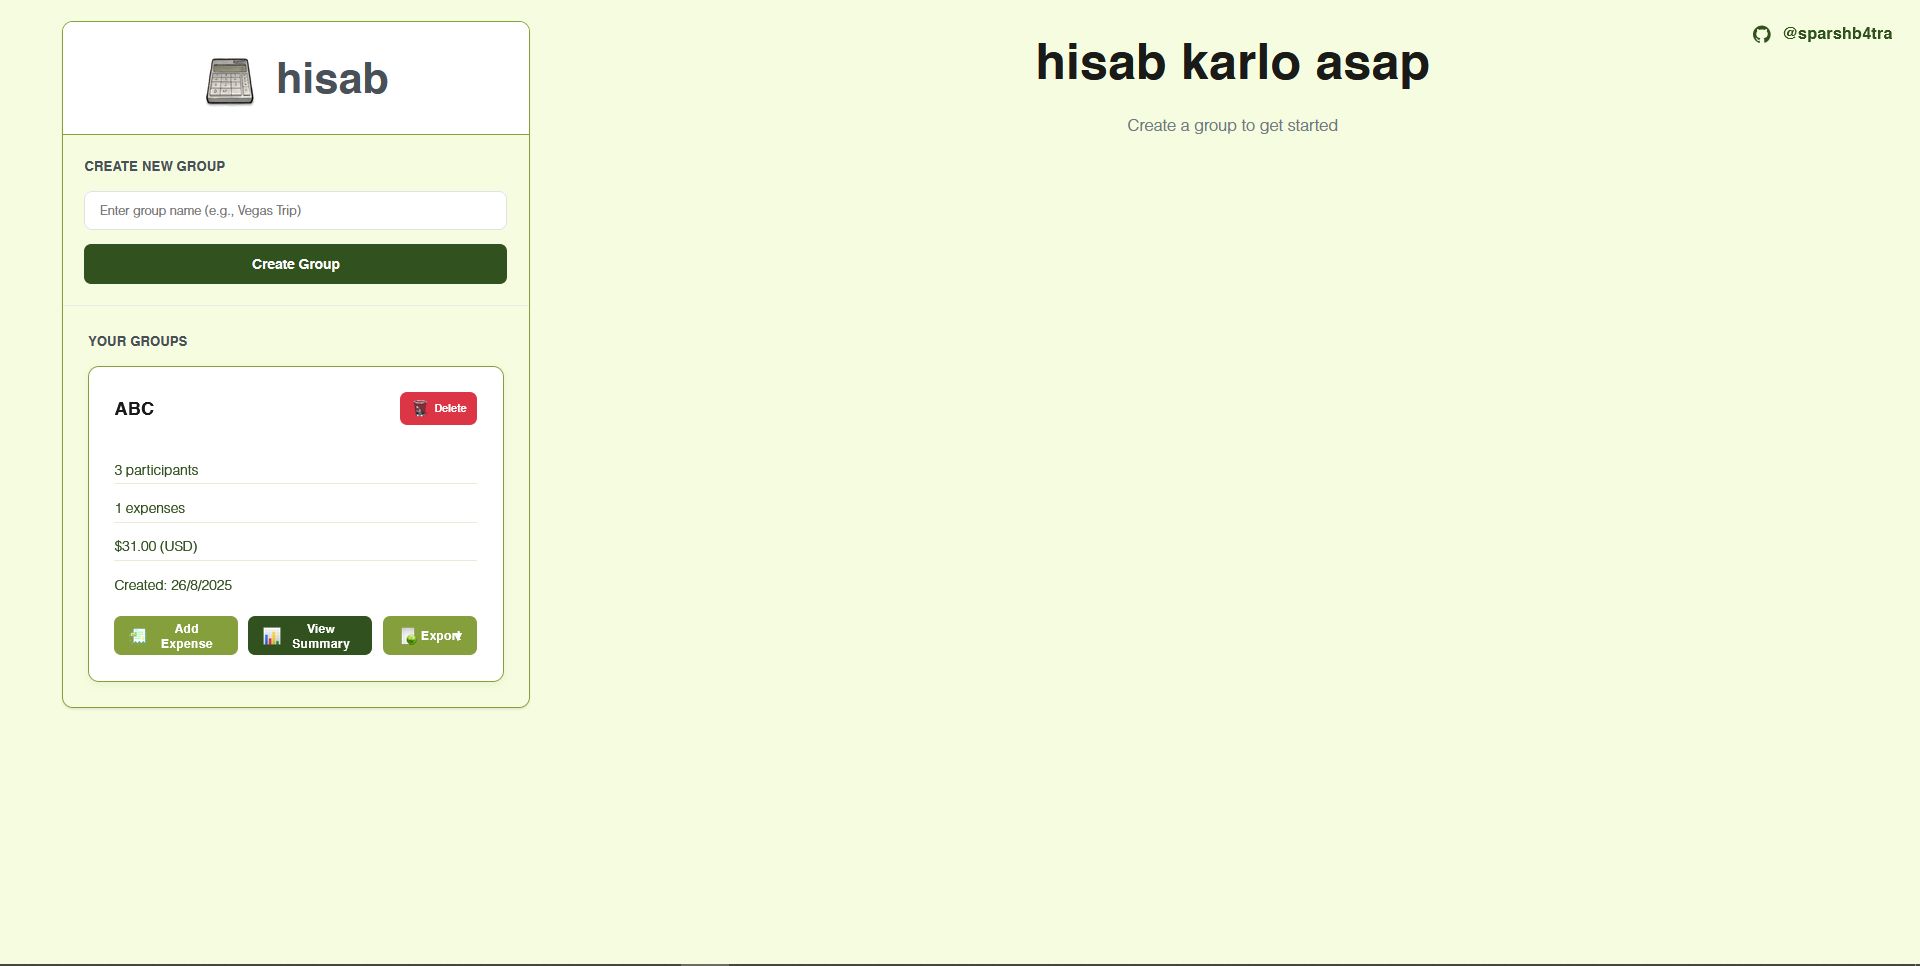 hisab
CREATE NEW GROUP
Enter group name (e.g., Vegas Trip)
Create Group
YOUR GROUPS
ABC
Delete
3 participants
1 expenses
$31.00 (USD)
Created: 26/8/2025
Add
Expense
View
Summary
Export
hisab karlo asap
Create a group to get started
@sparshb4tra